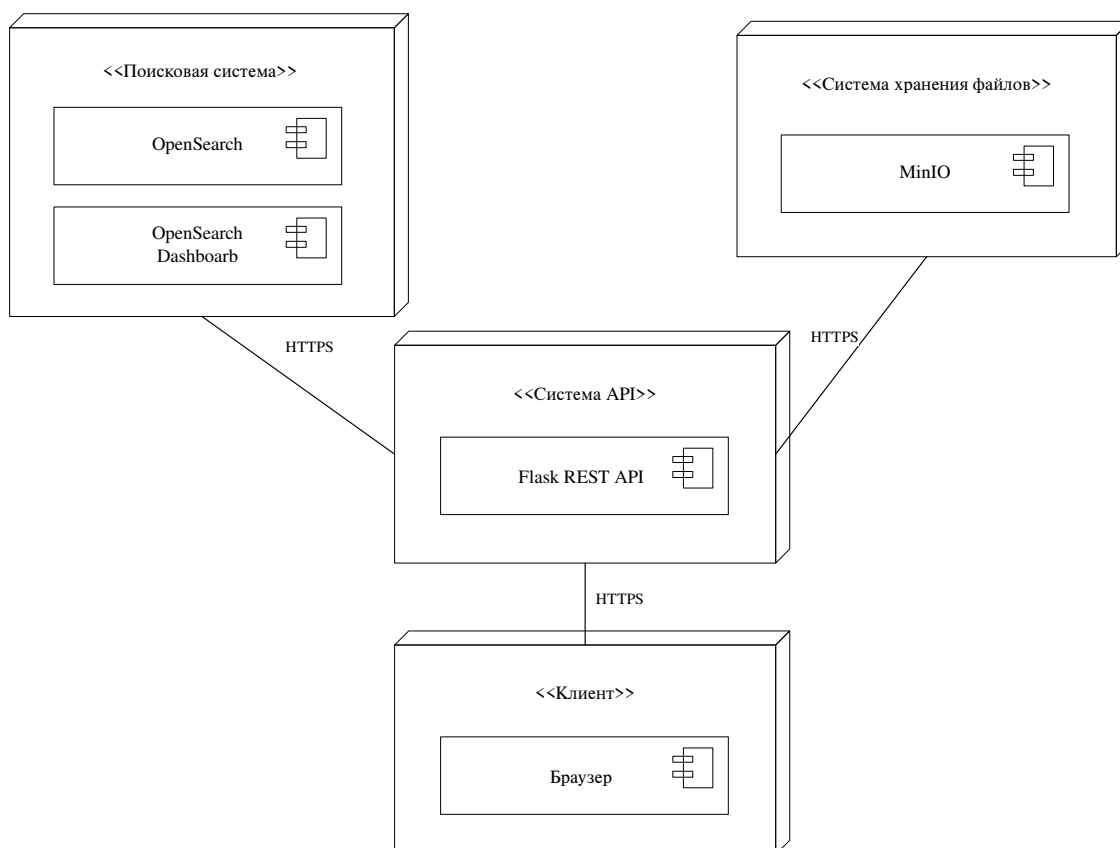 <<Поисковая система>>
OpenSearch
OpenSearch
Dashboarb
<<Система хранения файлов>>
MinIO
HTTPS
HTTPS
<<Система API>>
Flask REST API
HTTPS
<<Клиент>>
Браузер